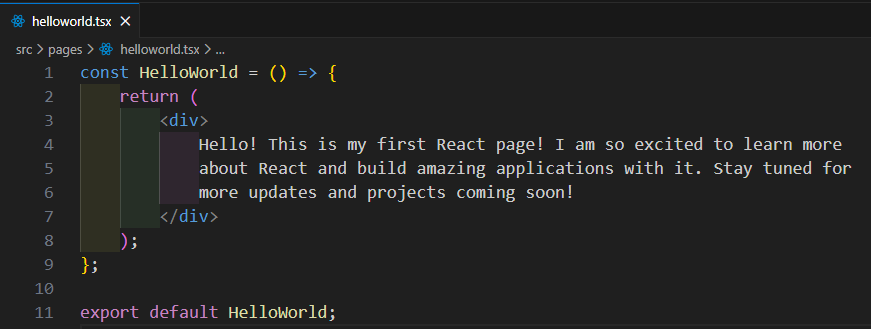 helloworld.tsx ×
src > pages > helloworld.tsx > ...
1 const HelloWorld = () => {
2     return (
3         <div>
4             Hello! This is my first React page! I am so excited to learn more
5             about React and build amazing applications with it. Stay tuned for
6             more updates and projects coming soon!
7         </div>
8     );
9 };
10
11 export default HelloWorld;